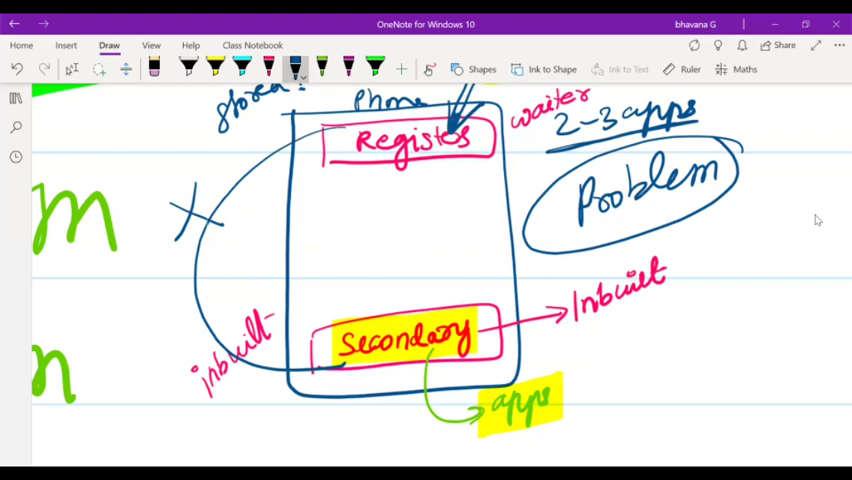 OneNote for Windows 10
bhavana G
Home Insert Draw View Help Class Notebook
Share
Shapes Ink to Shape Ink to Text Ruler Maths
stored?
Phone
waiter
Register
2-3 apps
Problem
m
Inbuilt
Secondary
inbuilt
n
apps